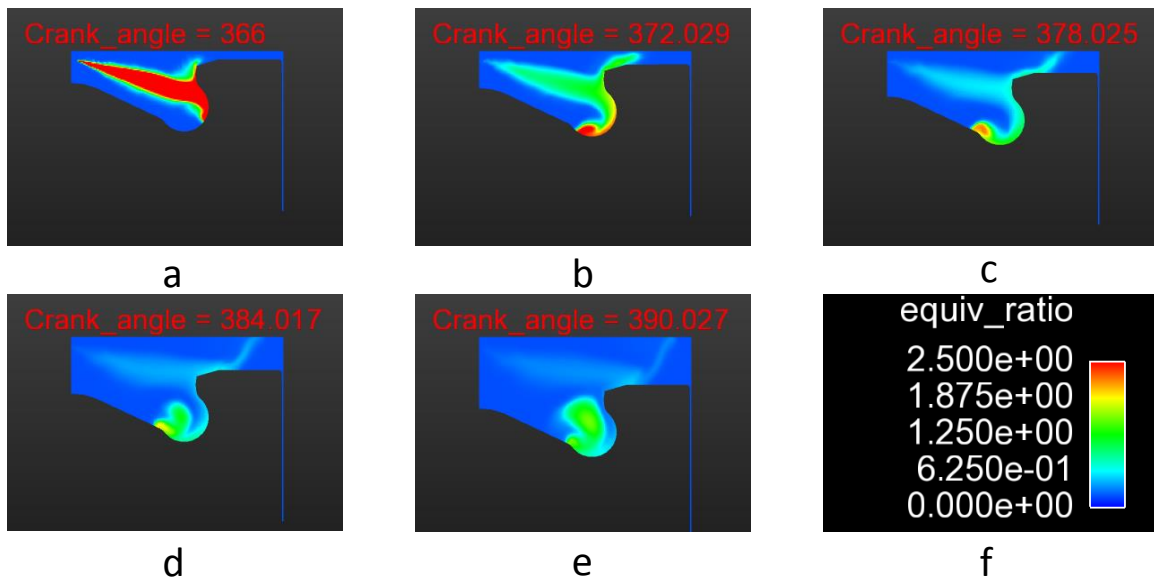 Crank_angle = 366
Crank_angle = 372.029
Crank_angle = 378.025
a
b
c
Crank_angle = 384.017
Crank_angle = 390.027
equiv_ratio
2.500e+00
1.875e+00
1.250e+00
6.250e-01
0.000e+00
d
e
f